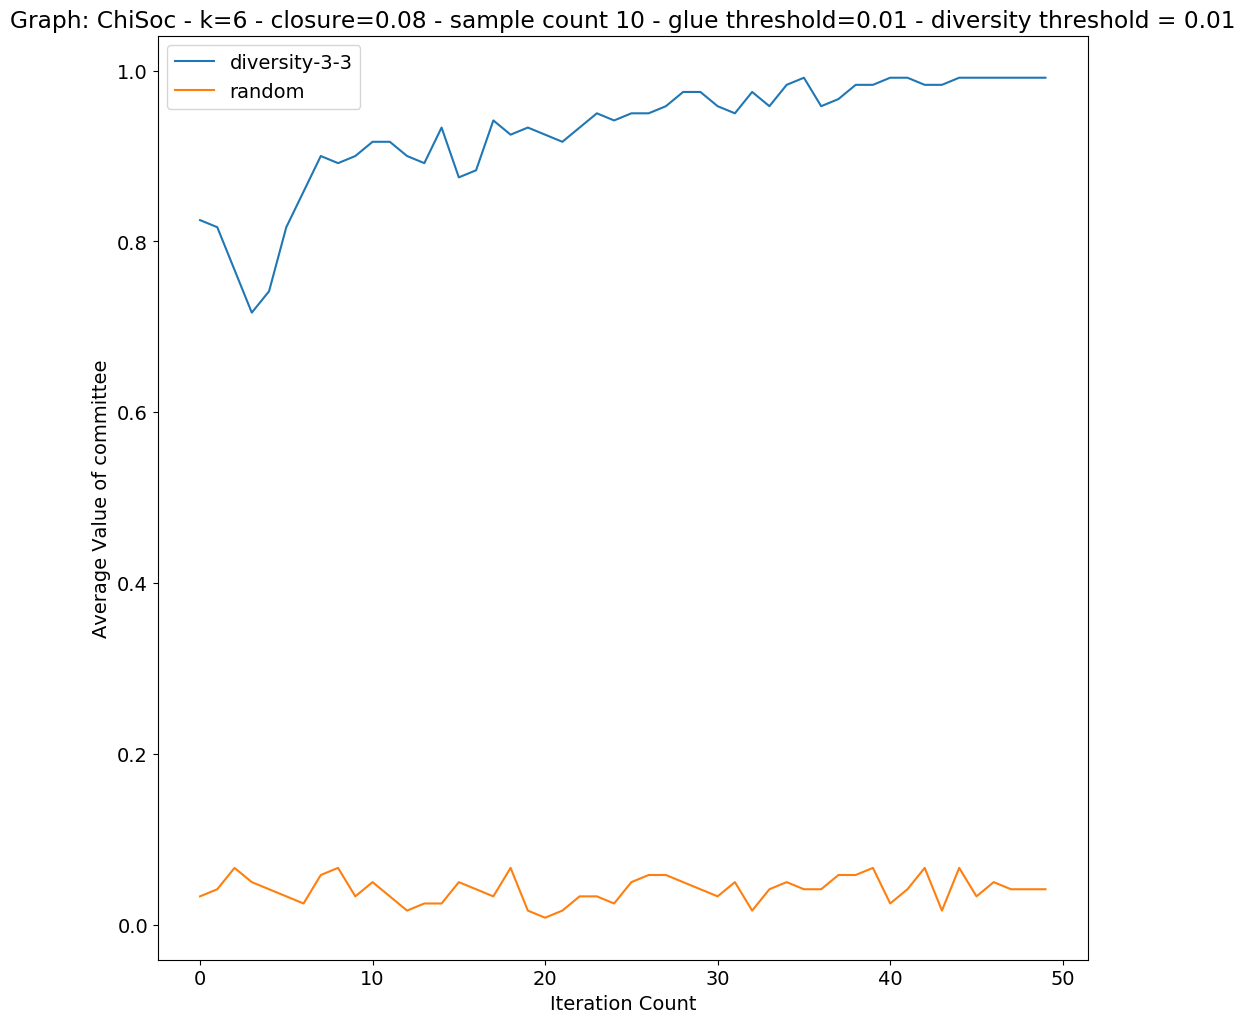 Graph: ChiSoc - k=6 - closure=0.08 - sample count 10 - glue threshold=0.01 - diversity threshold = 0.01
diversity-3-3
random
1.0
0.8
0.6
0.4
0.2
0.0
Average Value of committee
0 10 20 30 40 50
Iteration Count